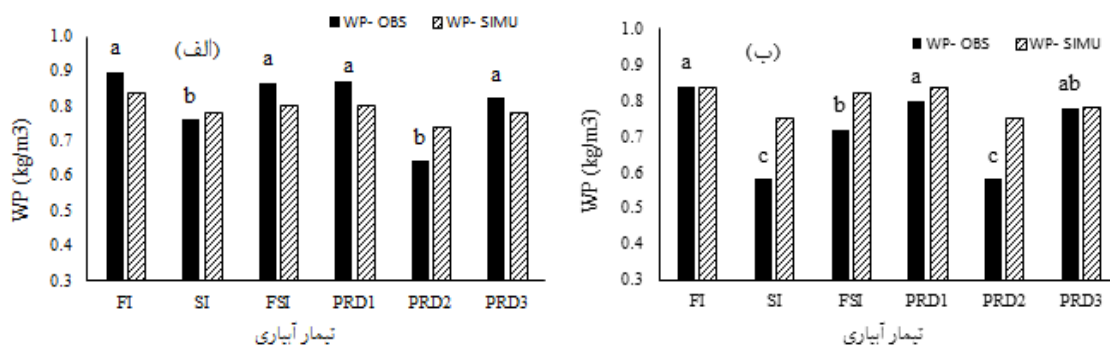 WP- OBS WP- SIMU
(الف)
WP (kg/m3)
1.0
0.9
0.8
0.7
0.6
0.5
0.4
0.3
a
b
a
a
b
a
FI SI FSI PRD1 PRD2 PRD3
تیمار آبیاری
WP- OBS WP- SIMU
(ب)
WP (kg/m3)
1.0
0.9
0.8
0.7
0.6
0.5
0.4
0.3
a
c
b
a
c
ab
FI SI FSI PRD1 PRD2 PRD3
تیمار آبیاری